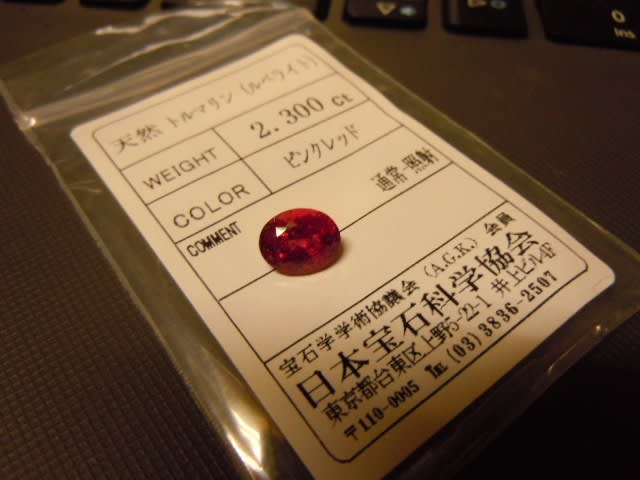 天然 トルマリン (ルベライト)
WEIGHT 2.300 ct
COLOR ピンクレッド
COMMENT 通常 照射
宝石学学術協議会 (A.G.K.) 会員
日本宝石科学協会
東京都台東区上野5-22-1 井上ビル4F
〒110-0005 ℡ (03) 3836-2507
0
Ins